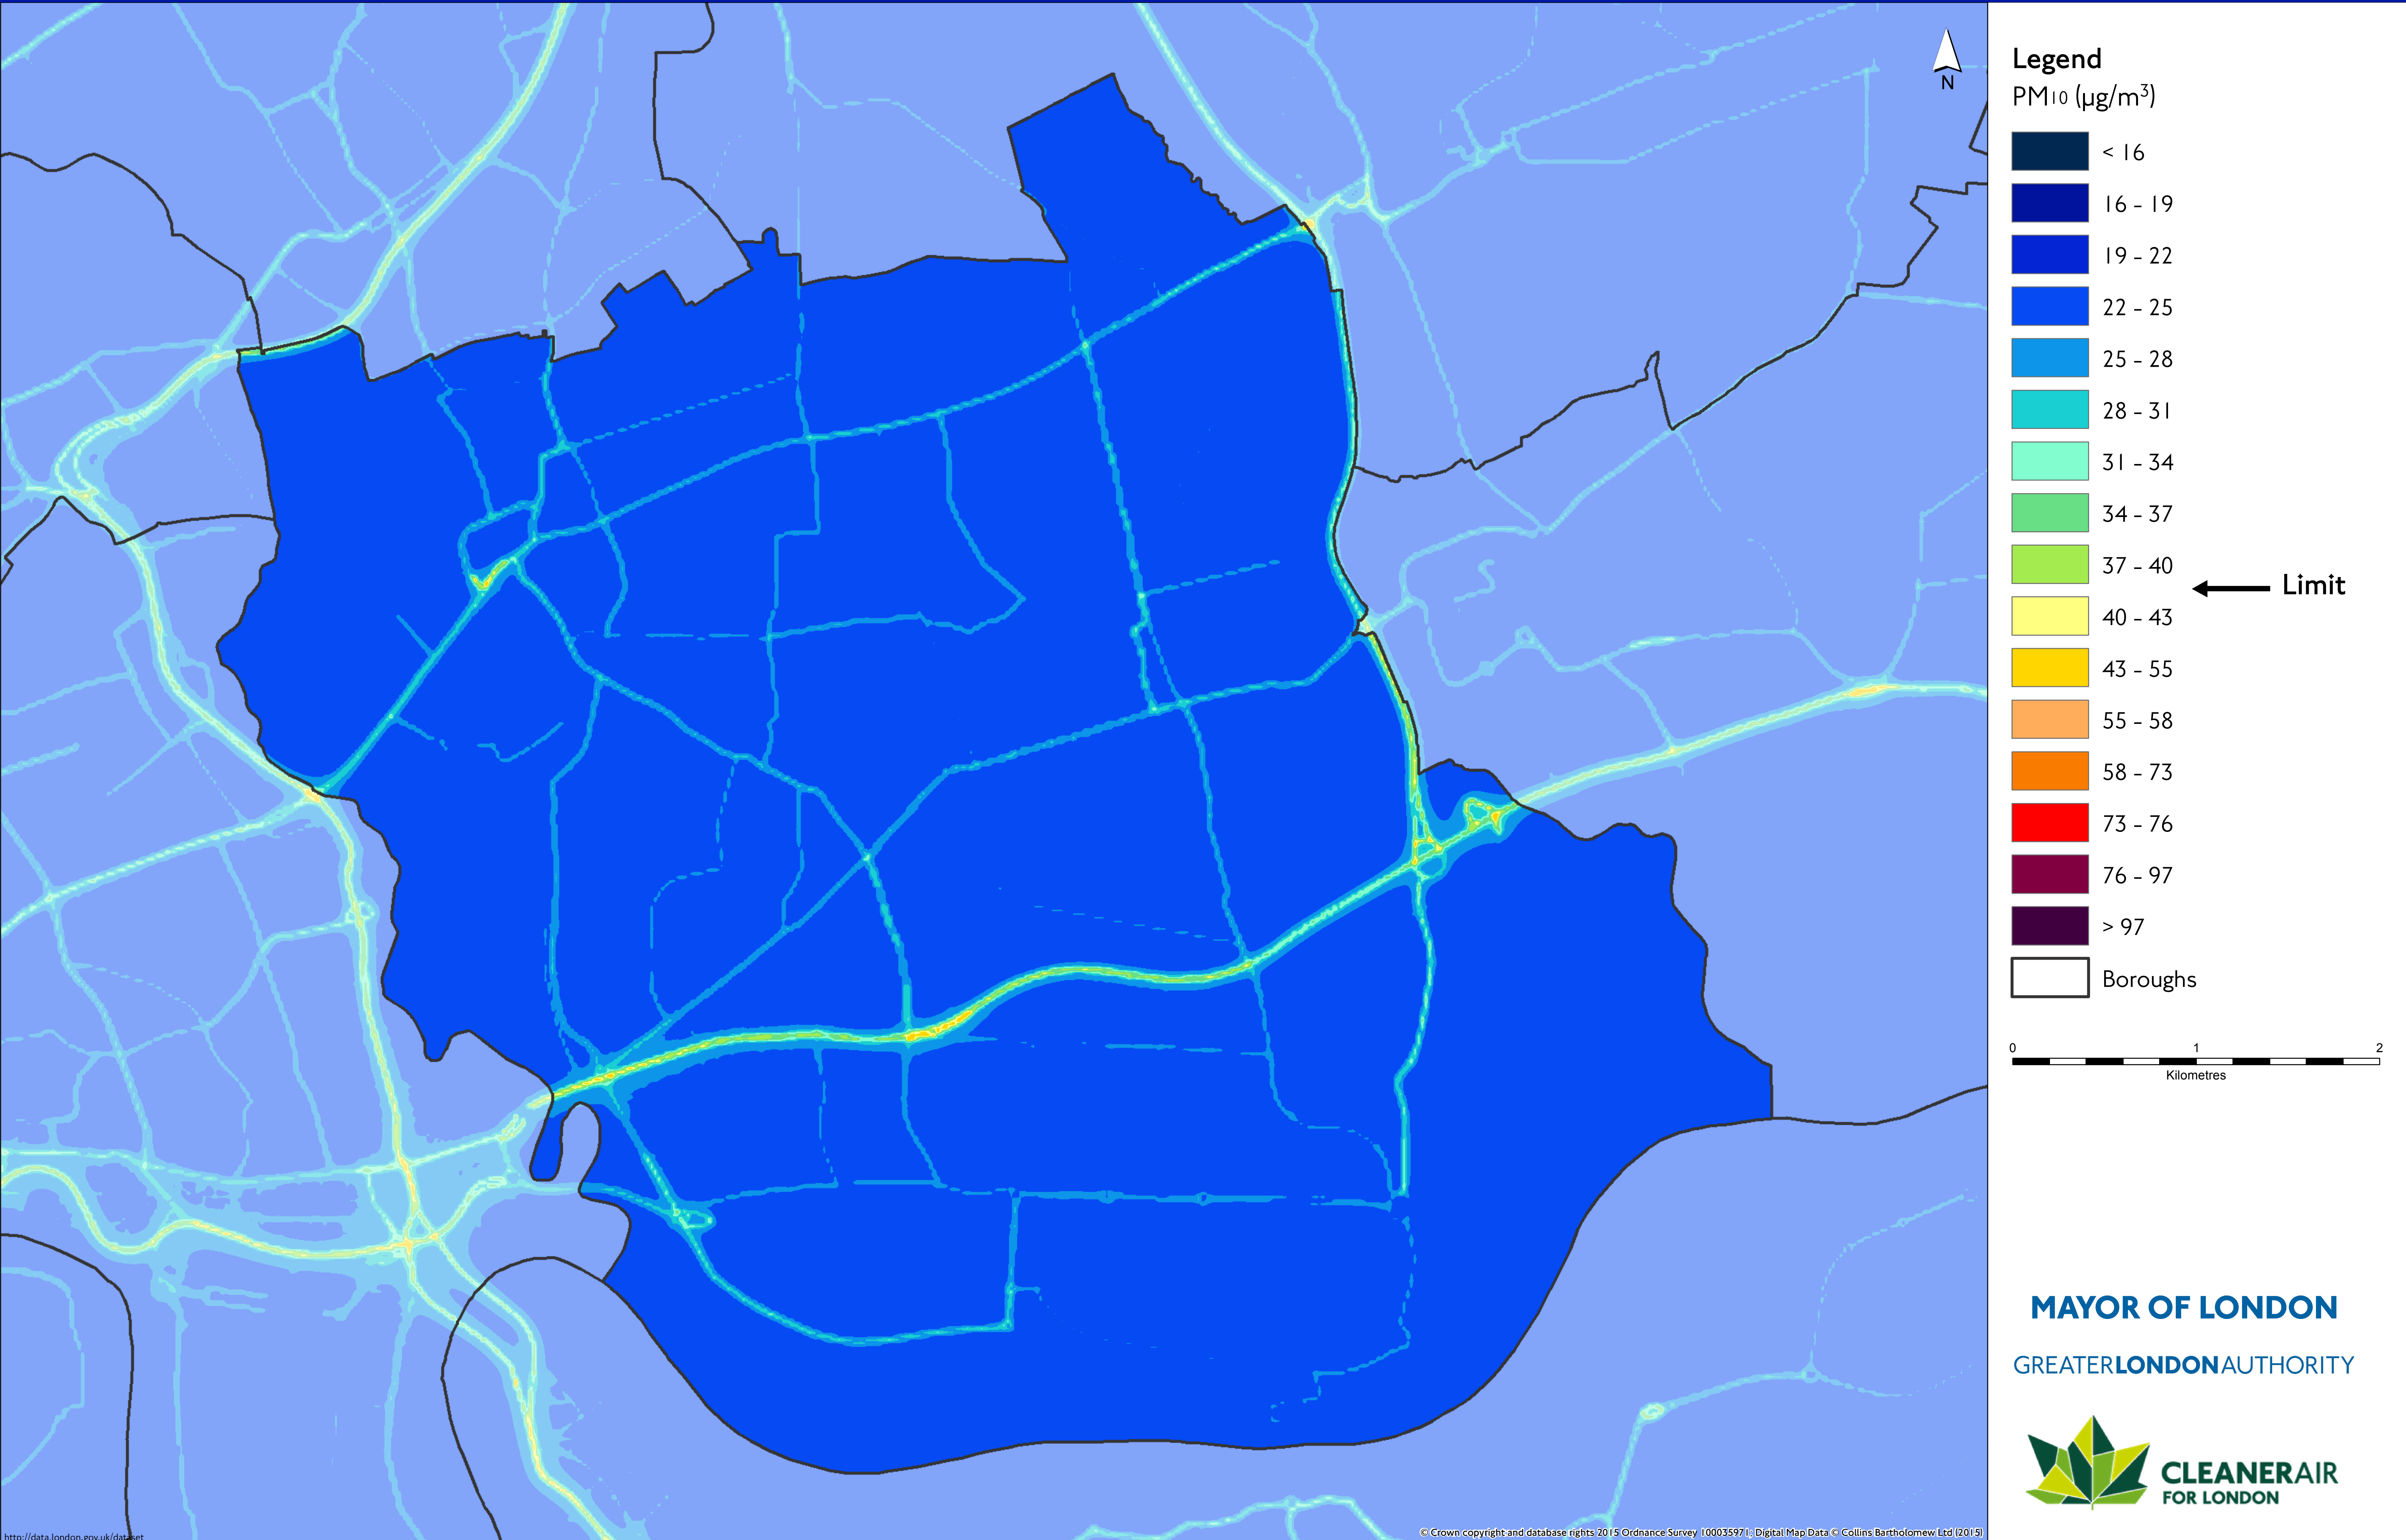 N
Legend
PM10 (µg/m3)
< 16
16 - 19
19 - 22
22 - 25
25 - 28
28 - 31
31 - 34
34 - 37
37 - 40
Limit
40 - 43
43 - 55
55 - 58
58 - 73
73 - 76
76 - 97
> 97
Boroughs
0 1 2
Kilometres
MAYOR OF LONDON
GREATERLONDONAUTHORITY
CLEANERAIR
FOR LONDON
http://data.london.gov.uk/dataset
© Crown copyright and database rights 2015 Ordnance Survey 100035971; Digital Map Data © Collins Bartholomew Ltd (2015)